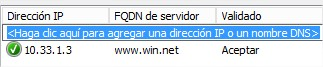 Dirección IP FQDN de servidor Validado
<Haga clic aquí para agregar una dirección IP o un nombre DNS>
10.33.1.3 www.win.net Aceptar